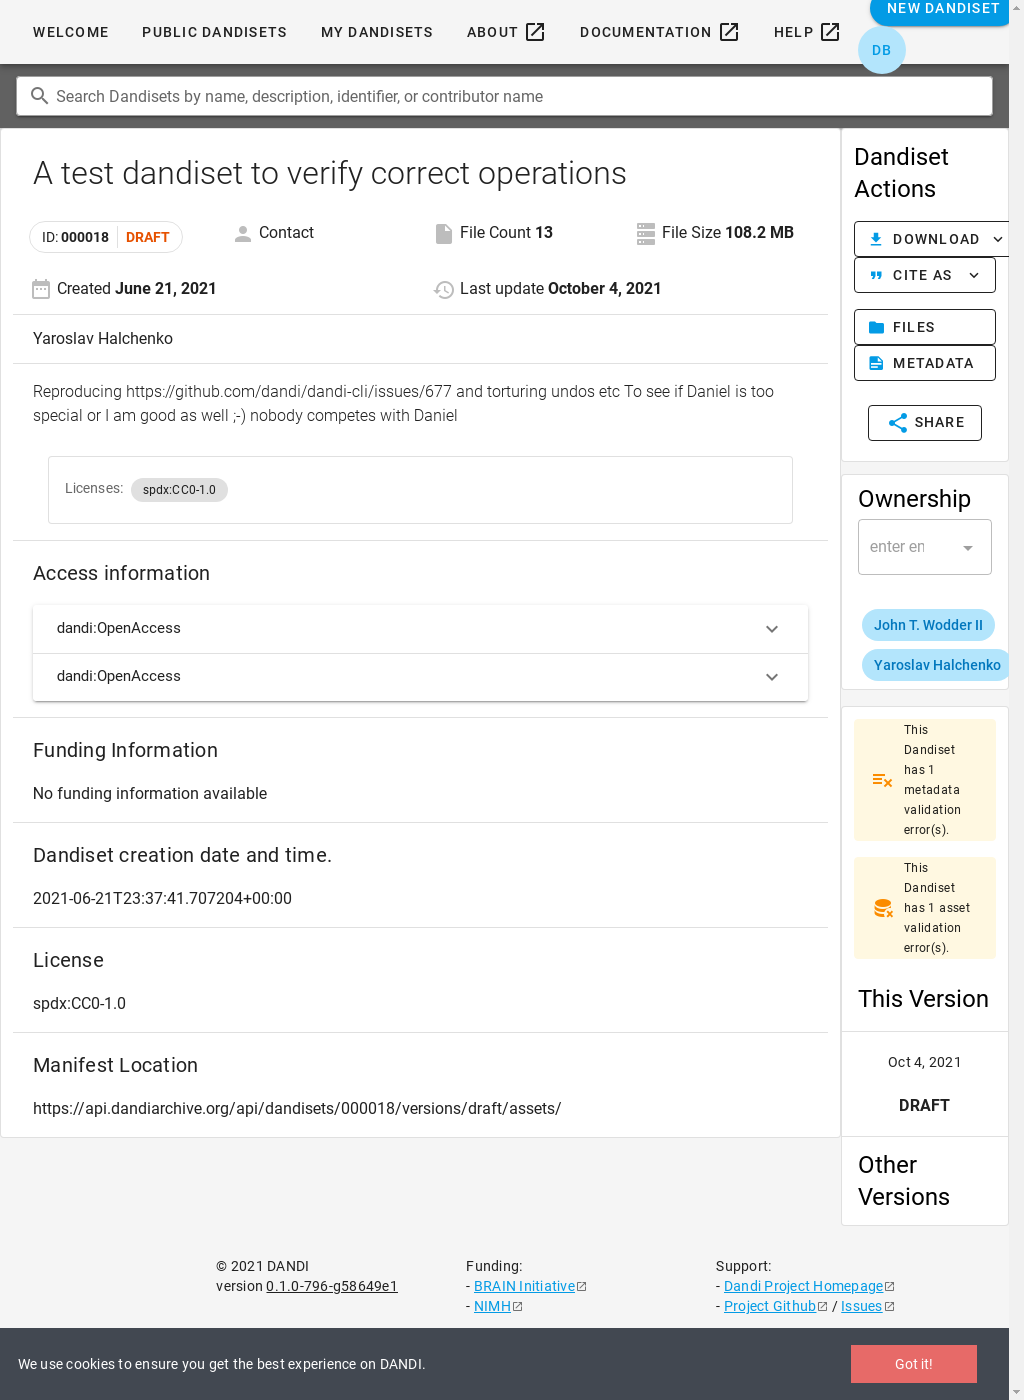 WELCOME
PUBLIC DANDISETS
MY DANDISETS
ABOUT
DOCUMENTATION
HELP
NEW DANDISET
DB
Search Dandisets by name, description, identifier, or contributor name
A test dandiset to verify correct operations
ID: 000018 DRAFT
Contact
File Count 13
File Size 108.2 MB
Created June 21, 2021
Last update October 4, 2021
Yaroslav Halchenko
Reproducing https://github.com/dandi/dandi-cli/issues/677 and torturing undos etc To see if Daniel is too
special or I am good as well ;-) nobody competes with Daniel
Licenses: spdx:CC0-1.0
Access information
dandi:OpenAccess
dandi:OpenAccess
Funding Information
No funding information available
Dandiset creation date and time.
2021-06-21T23:37:41.707204+00:00
License
spdx:CC0-1.0
Manifest Location
https://api.dandiarchive.org/api/dandisets/000018/versions/draft/assets/
Dandiset
Actions
DOWNLOAD
CITE AS
FILES
METADATA
SHARE
Ownership
enter en
John T. Wodder II
Yaroslav Halchenko
This
Dandiset
has 1
metadata
validation
error(s).
This
Dandiset
has 1 asset
validation
error(s).
This Version
Oct 4, 2021
DRAFT
Other
Versions
© 2021 DANDI
version 0.1.0-796-g58649e1
Funding:
- BRAIN Initiative
- NIMH
Support:
- Dandi Project Homepage
- Project Github / Issues
We use cookies to ensure you get the best experience on DANDI.
Got it!